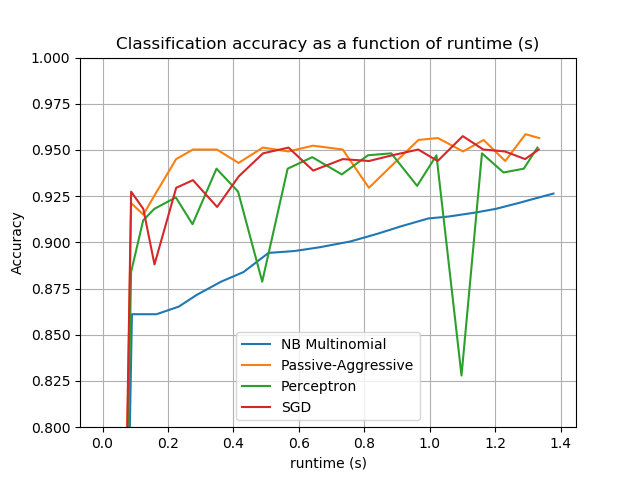 Classification accuracy as a function of runtime (s)
1.000
0.975
0.950
0.925
0.900
0.875
0.850
0.825
0.800
Accuracy
NB Multinomial
Passive-Aggressive
Perceptron
SGD
0.0 0.2 0.4 0.6 0.8 1.0 1.2 1.4
runtime (s)